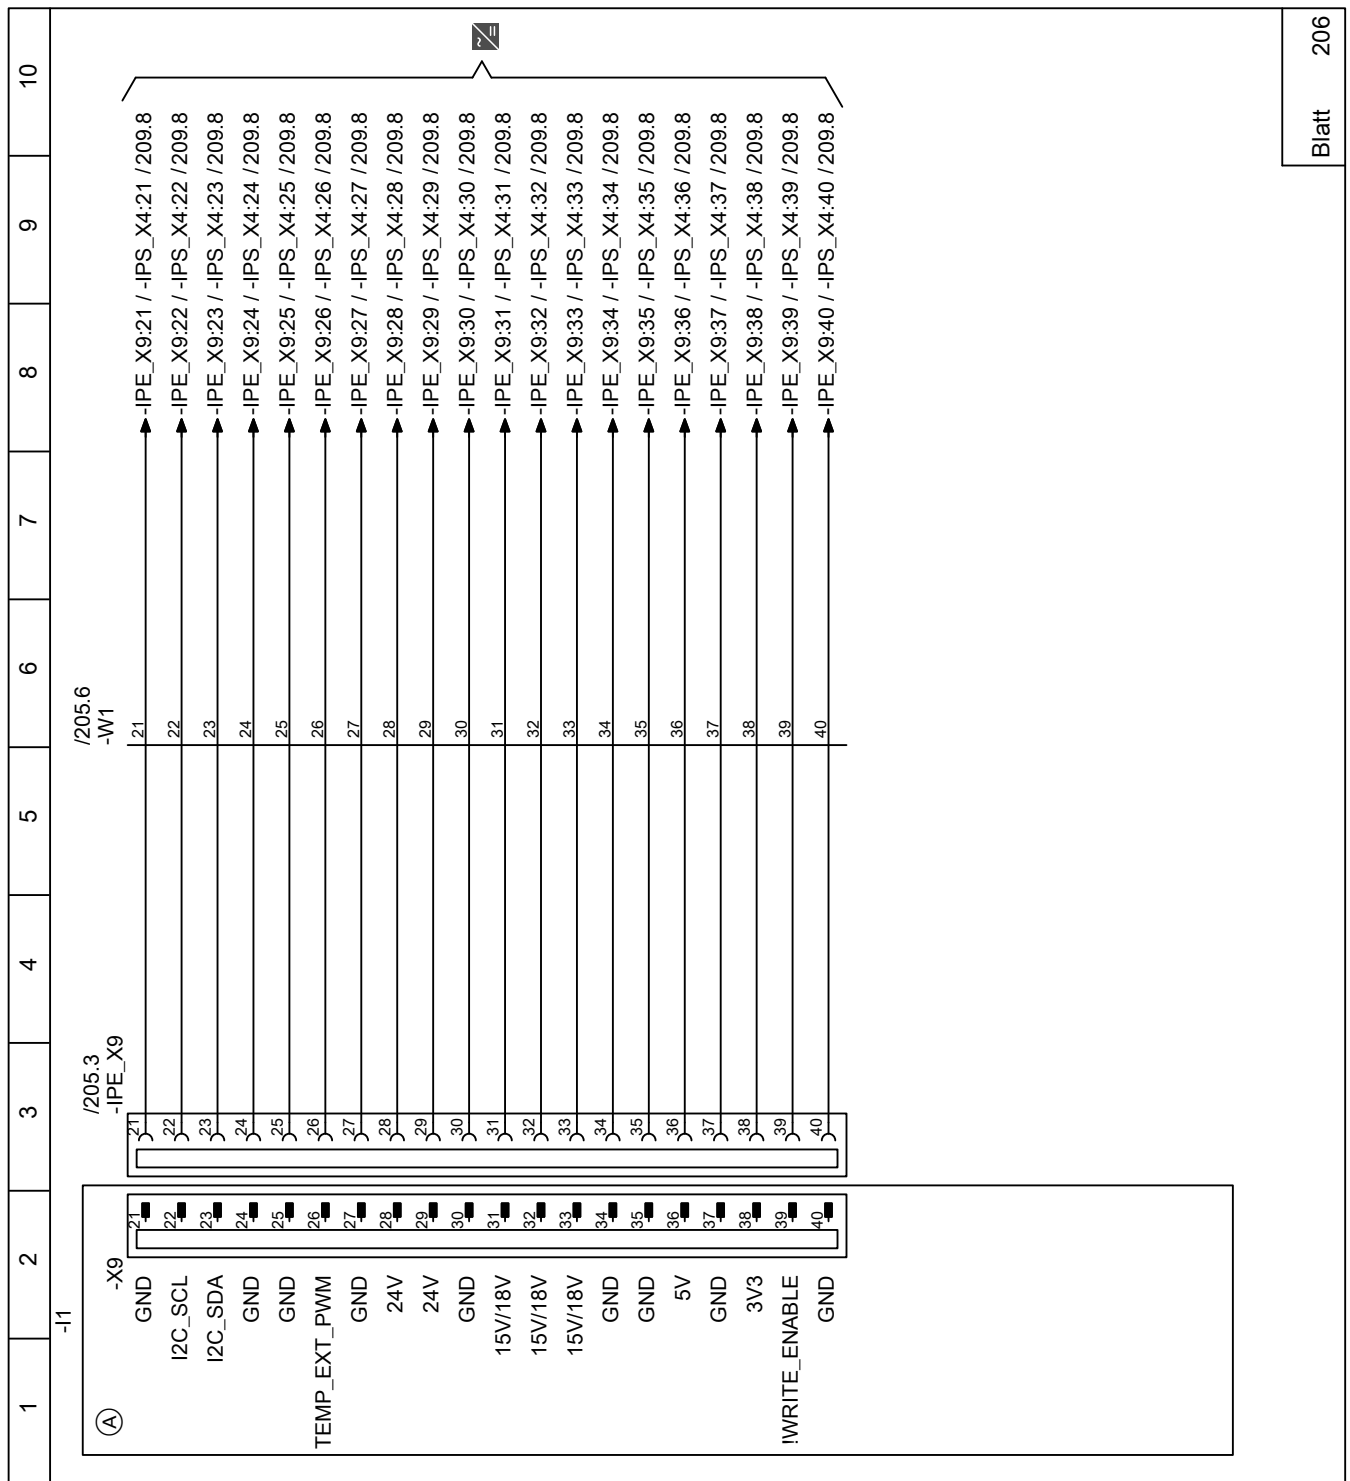 1 2 3 4 5 6 7 8 9 10
-I1
A
-X9
/205.3
-IPE_X9
/205.6
-W1
GND 21 21 21 -IPE_X9:21 / -IPS_X4:21 / 209.8
I2C_SCL 22 22 22 -IPE_X9:22 / -IPS_X4:22 / 209.8
I2C_SDA 23 23 23 -IPE_X9:23 / -IPS_X4:23 / 209.8
GND 24 24 24 -IPE_X9:24 / -IPS_X4:24 / 209.8
GND 25 25 25 -IPE_X9:25 / -IPS_X4:25 / 209.8
TEMP_EXT_PWM 26 26 26 -IPE_X9:26 / -IPS_X4:26 / 209.8
GND 27 27 27 -IPE_X9:27 / -IPS_X4:27 / 209.8
24V 28 28 28 -IPE_X9:28 / -IPS_X4:28 / 209.8
24V 29 29 29 -IPE_X9:29 / -IPS_X4:29 / 209.8
GND 30 30 30 -IPE_X9:30 / -IPS_X4:30 / 209.8
15V/18V 31 31 31 -IPE_X9:31 / -IPS_X4:31 / 209.8
15V/18V 32 32 32 -IPE_X9:32 / -IPS_X4:32 / 209.8
15V/18V 33 33 33 -IPE_X9:33 / -IPS_X4:33 / 209.8
GND 34 34 34 -IPE_X9:34 / -IPS_X4:34 / 209.8
GND 35 35 35 -IPE_X9:35 / -IPS_X4:35 / 209.8
5V 36 36 36 -IPE_X9:36 / -IPS_X4:36 / 209.8
GND 37 37 37 -IPE_X9:37 / -IPS_X4:37 / 209.8
3V3 38 38 38 -IPE_X9:38 / -IPS_X4:38 / 209.8
!WRITE_ENABLE 39 39 39 -IPE_X9:39 / -IPS_X4:39 / 209.8
GND 40 40 40 -IPE_X9:40 / -IPS_X4:40 / 209.8
Blatt 206